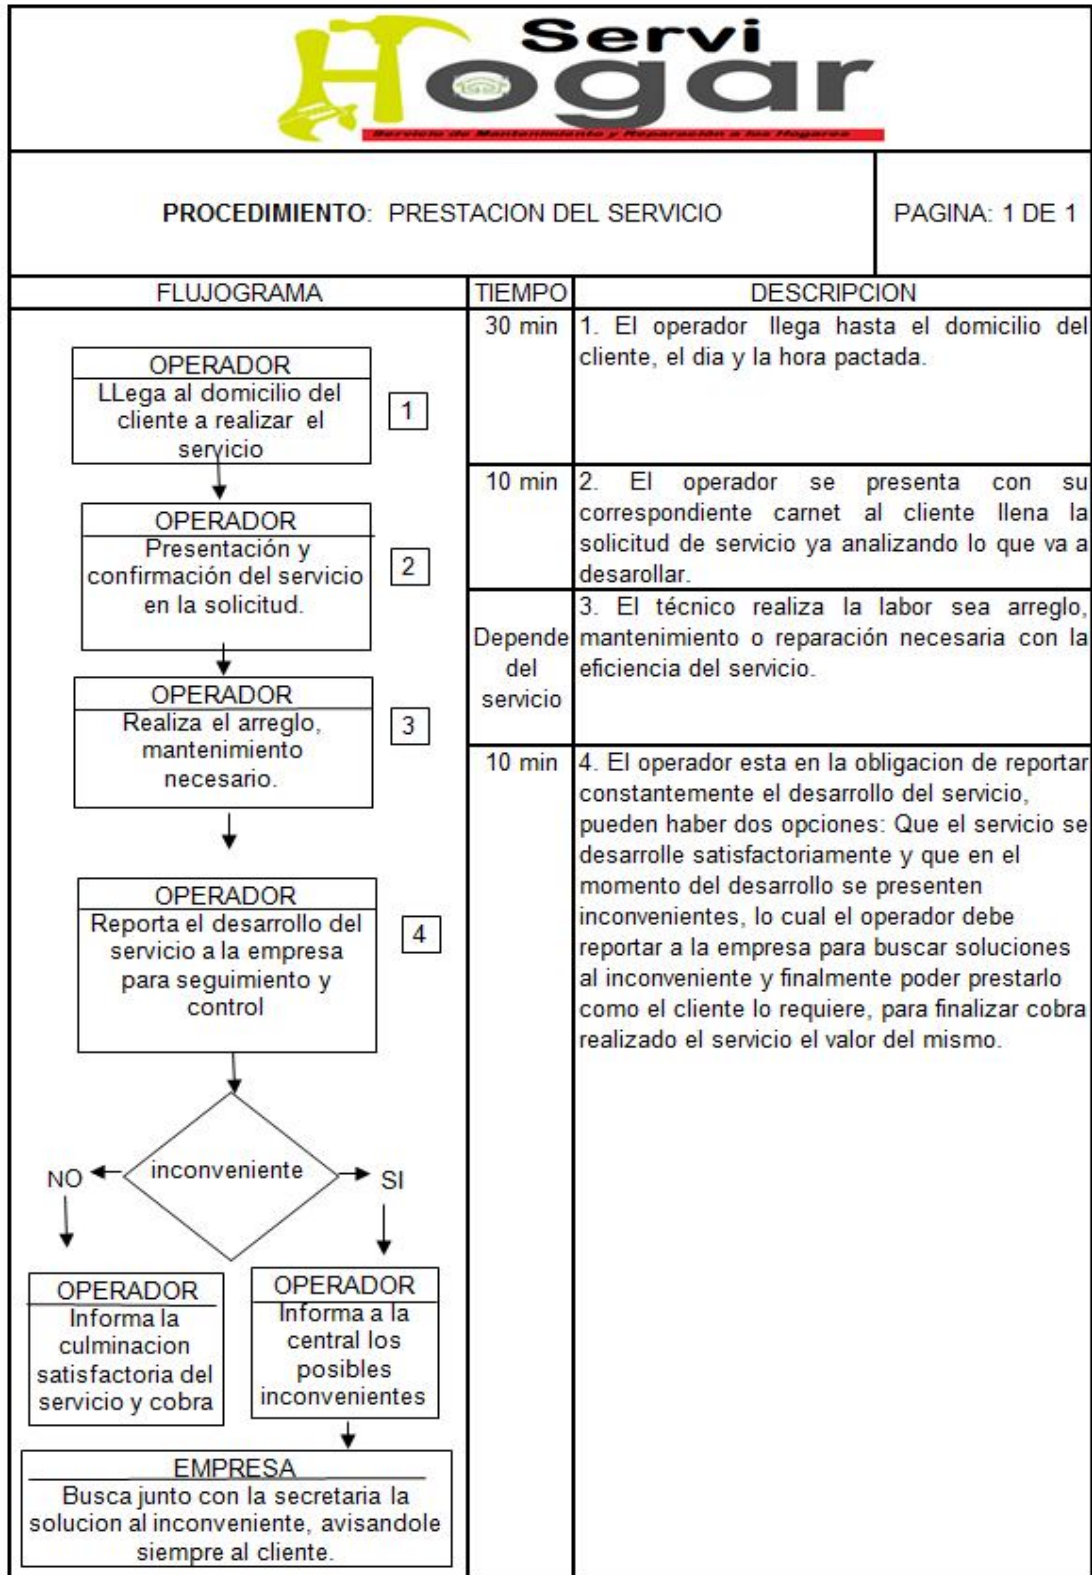 Servi
Hogar
Servicio de Mantenimiento y Reparación a los Hogares
PROCEDIMIENTO: PRESTACION DEL SERVICIO
PAGINA: 1 DE 1
FLUJOGRAMA
TIEMPO
DESCRIPCION
OPERADOR
LLega al domicilio del
cliente a realizar el
servicio
1
30 min
1. El operador llega hasta el domicilio del
cliente, el dia y la hora pactada.
OPERADOR
Presentación y
confirmación del servicio
en la solicitud.
2
10 min
2. El operador se presenta con su
correspondiente carnet al cliente llena la
solicitud de servicio ya analizando lo que va a
desarollar.
OPERADOR
Realiza el arreglo,
mantenimiento
necesario.
3
Depende
del
servicio
3. El técnico realiza la labor sea arreglo,
mantenimiento o reparación necesaria con la
eficiencia del servicio.
OPERADOR
Reporta el desarrollo del
servicio a la empresa
para seguimiento y
control
4
10 min
4. El operador esta en la obligacion de reportar
constantemente el desarrollo del servicio,
pueden haber dos opciones: Que el servicio se
desarrolle satisfactoriamente y que en el
momento del desarrollo se presenten
inconvenientes, lo cual el operador debe
reportar a la empresa para buscar soluciones
al inconveniente y finalmente poder prestarlo
como el cliente lo requiere, para finalizar cobra
realizado el servicio el valor del mismo.
inconveniente
NO
SI
OPERADOR
Informa la
culminacion
satisfactoria del
servicio y cobra
OPERADOR
Informa a la
central los
posibles
inconvenientes
EMPRESA
Busca junto con la secretaria la
solucion al inconveniente, avisandole
siempre al cliente.